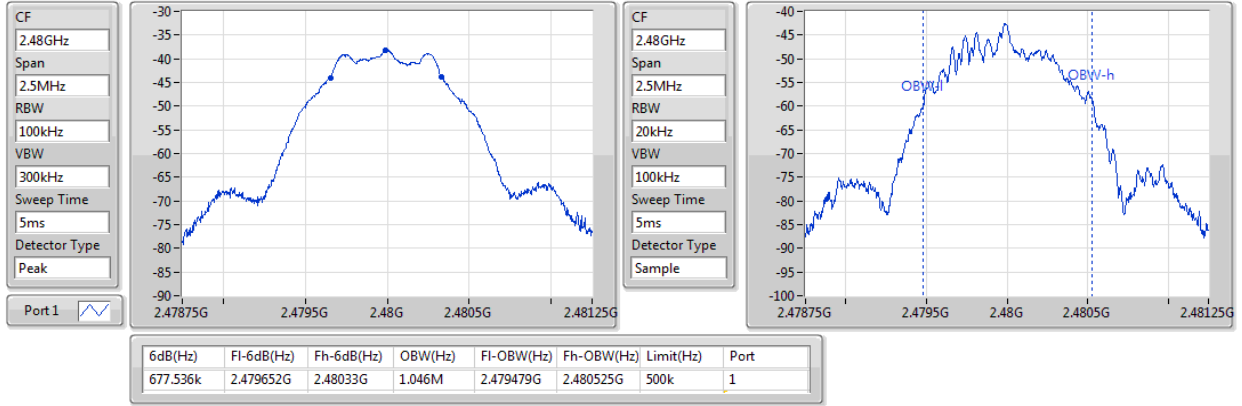 CF
2.48GHz
Span
2.5MHz
RBW
100kHz
VBW
300kHz
Sweep Time
5ms
Detector Type
Peak
Port 1
-30
-35
-40
-45
-50
-55
-60
-65
-70
-75
-80
-85
-90
2.47875G 2.4795G 2.48G 2.4805G 2.48125G
CF
2.48GHz
Span
2.5MHz
RBW
20kHz
VBW
100kHz
Sweep Time
5ms
Detector Type
Sample
-40
-45
-50
-55
-60
-65
-70
-75
-80
-85
-90
-95
-100
OBW-l
OBW-h
2.47875G 2.4795G 2.48G 2.4805G 2.48125G
6dB(Hz) Fl-6dB(Hz) Fh-6dB(Hz) OBW(Hz) Fl-OBW(Hz) Fh-OBW(Hz) Limit(Hz) Port
677.536k 2.479652G 2.48033G 1.046M 2.479479G 2.480525G 500k 1